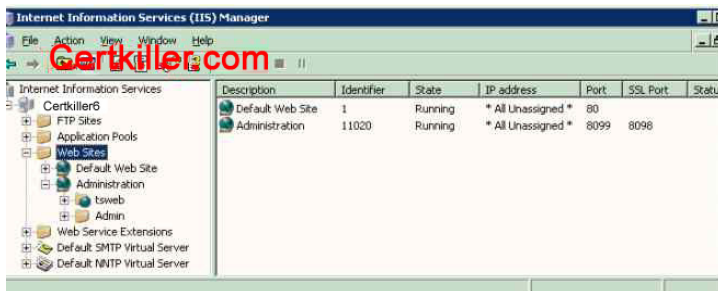 Internet Information Services (IIS) Manager
File Action View Window Help
Certkiller.com
Internet Information Services
Certkiller6
FTP Sites
Application Pools
Web Sites
Default Web Site
Administration
tsweb
Admin
Web Service Extensions
Default SMTP Virtual Server
Default NNTP Virtual Server
Description Identifier State IP address Port SSL Port Statu
Default Web Site 1 Running * All Unassigned * 80
Administration 11020 Running * All Unassigned * 8099 8098